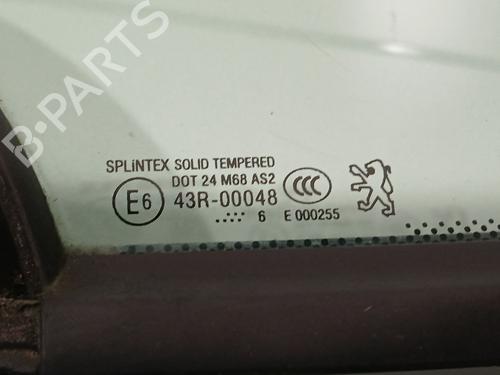 B-PARTS
SPLiNTEX SOLID TEMPERED
DOT 24 M68 AS2
E6 43R-00048 CCC
.:::: 6 E 000255